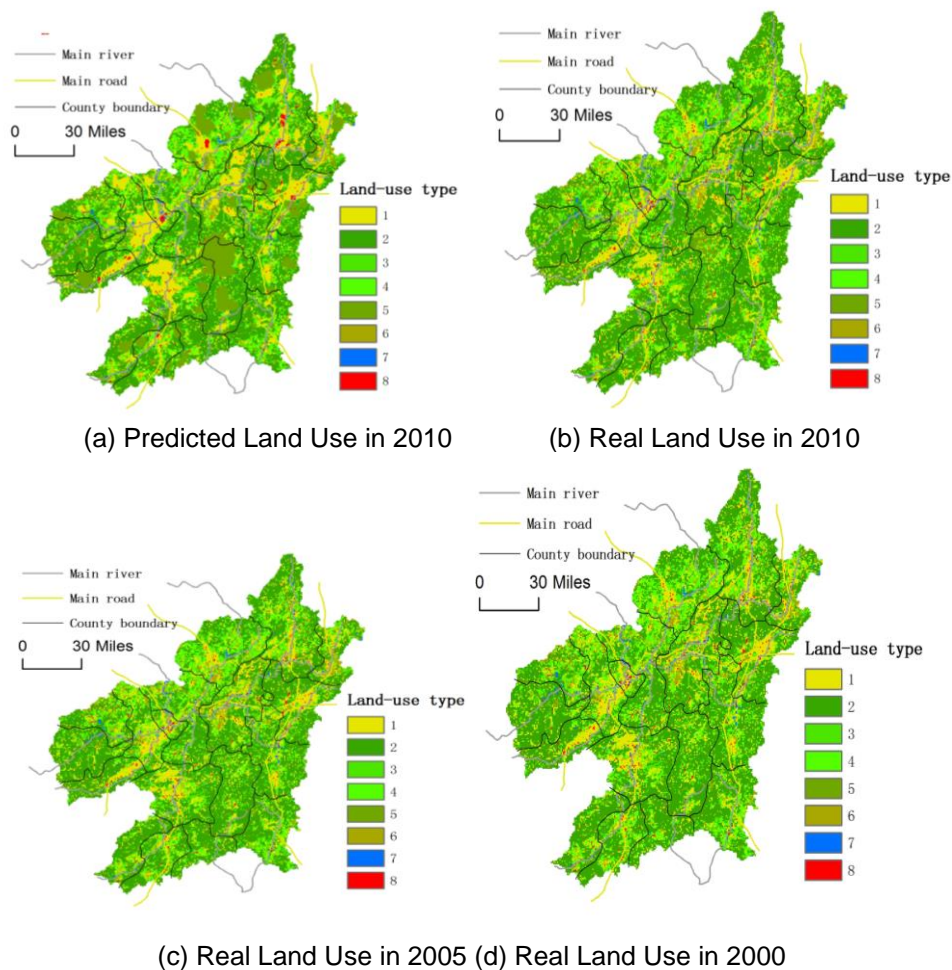 Main river
Main road
County boundary
0 30 Miles
Land-use type
1
2
3
4
5
6
7
8
Main river
Main road
County boundary
0 30 Miles
Land-use type
1
2
3
4
5
6
7
8
(a) Predicted Land Use in 2010
(b) Real Land Use in 2010
Main river
Main road
County boundary
0 30 Miles
Land-use type
1
2
3
4
5
6
7
8
Main river
Main road
County boundary
0 30 Miles
Land-use type
1
2
3
4
5
6
7
8
(c) Real Land Use in 2005 (d) Real Land Use in 2000